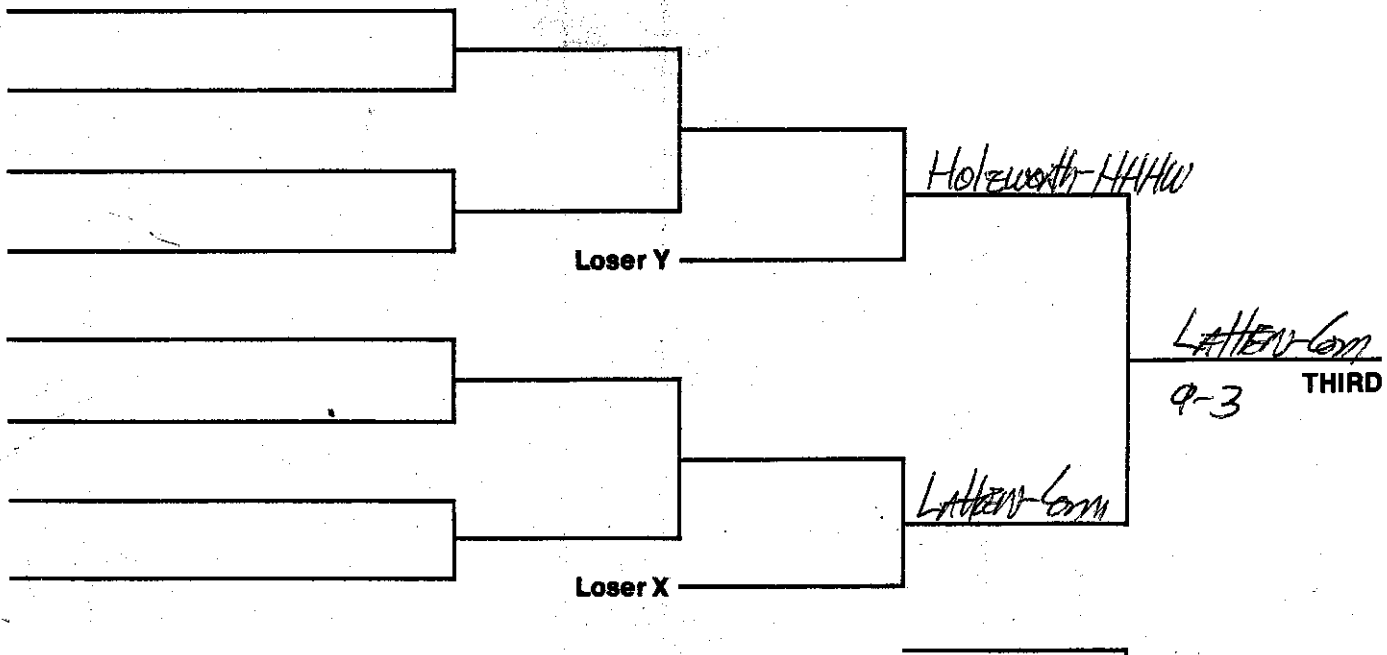 Holzworth-HHHW
Loser Y
Latten-Com
THIRD
9-3
Latten-Com
Loser X